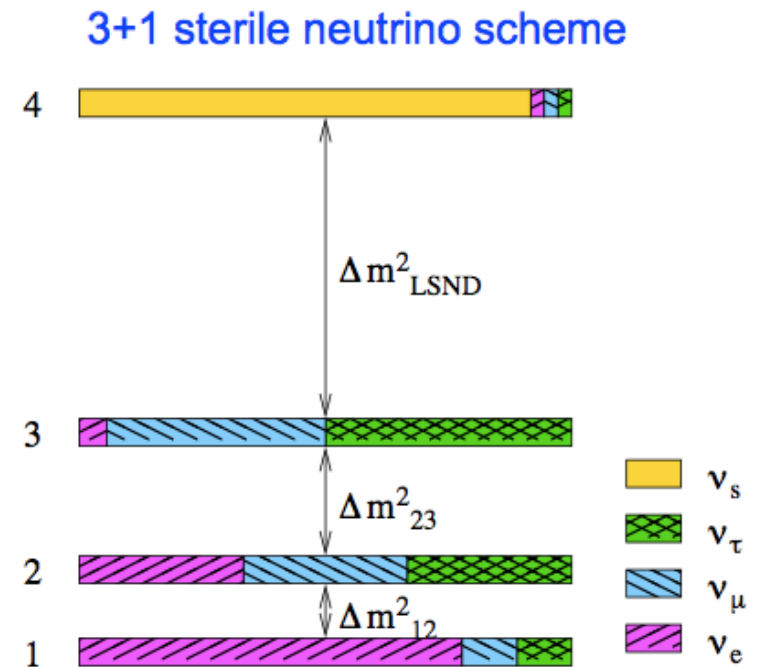 3+1 sterile neutrino scheme
4
Δm²LSND
3
Δm²23
νs
ντ
2
νμ
Δm²12
1
νe